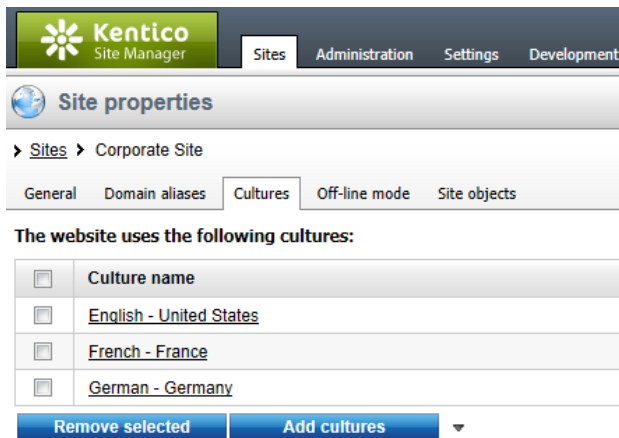 Kentico
Site Manager
Sites Administration Settings Development
Site properties
Sites Corporate Site
General Domain aliases Cultures Off-line mode Site objects
The website uses the following cultures:
Culture name
English - United States
French - France
German - Germany
Remove selected Add cultures